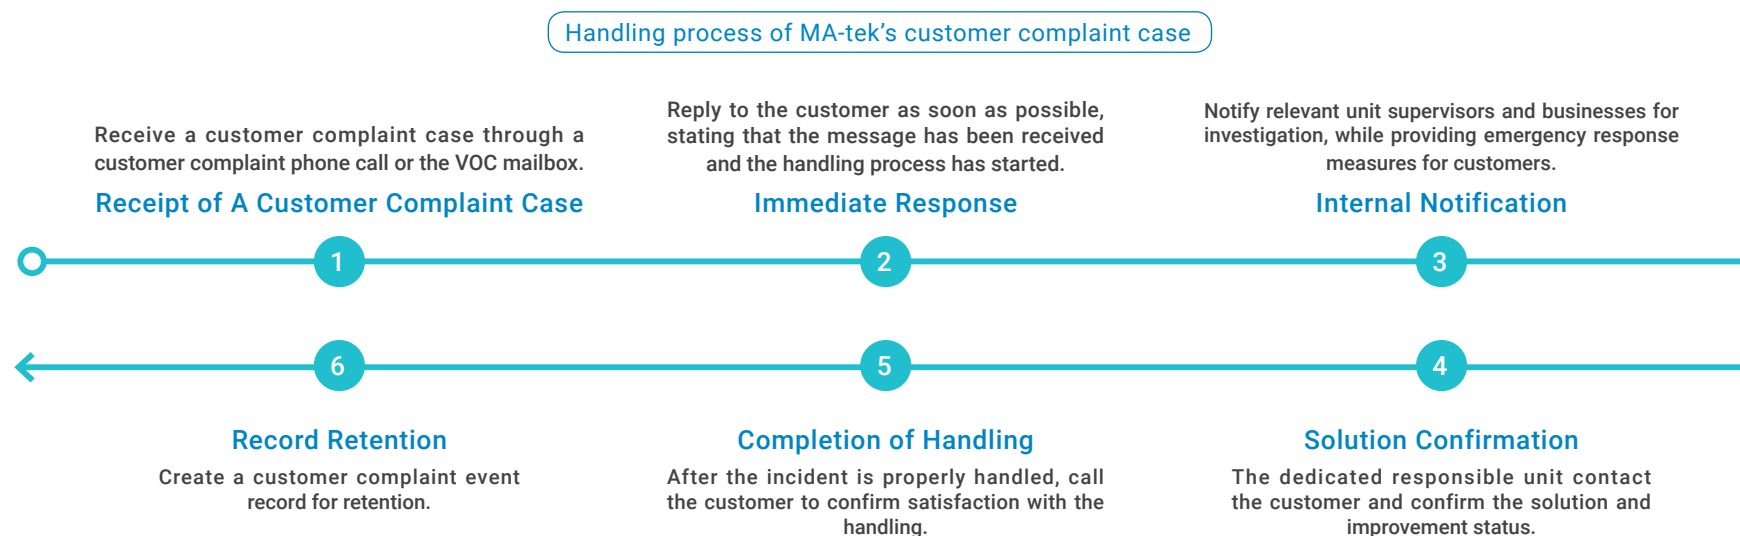 Handling process of MA-tek’s customer complaint case
Receive a customer complaint case through a
customer complaint phone call or the VOC mailbox.
Receipt of A Customer Complaint Case
1
Reply to the customer as soon as possible,
stating that the message has been received
and the handling process has started.
Immediate Response
2
Notify relevant unit supervisors and businesses for
investigation, while providing emergency response
measures for customers.
Internal Notification
3
4
Solution Confirmation
The dedicated responsible unit contact
the customer and confirm the solution and
improvement status.
5
Completion of Handling
After the incident is properly handled, call
the customer to confirm satisfaction with the
handling.
6
Record Retention
Create a customer complaint event
record for retention.